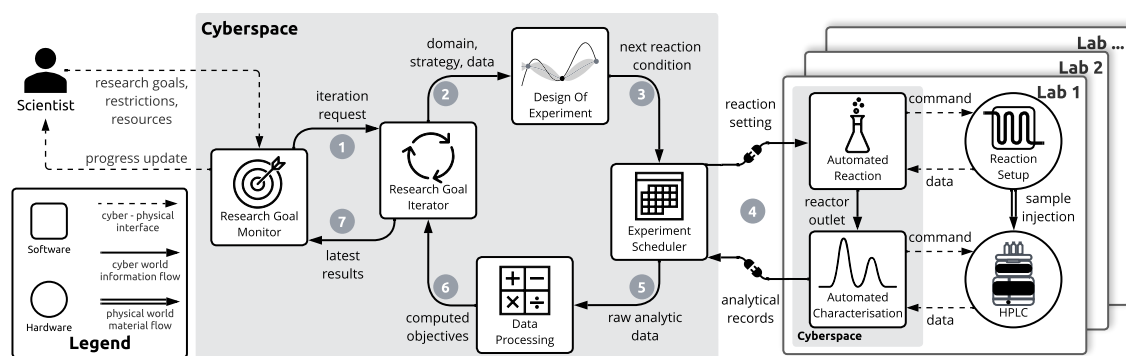 Cyberspace
Lab ...
Lab 2
Lab 1
Scientist
research goals,
restrictions,
resources
progress update
iteration
request
1
domain,
strategy, data
2
Design Of
Experiment
next reaction
condition
3
Research Goal
Monitor
Research Goal
Iterator
7
latest
results
Experiment
Scheduler
reaction
setting
4
analytical
records
5
raw analytic
data
Data
Processing
6
computed
objectives
Automated
Reaction
command
data
Reaction
Setup
reactor
outlet
sample
injection
Automated
Characterisation
command
data
HPLC
Cyberspace
Software
Hardware
cyber - physical
interface
cyber world
information flow
physical world
material flow
Legend